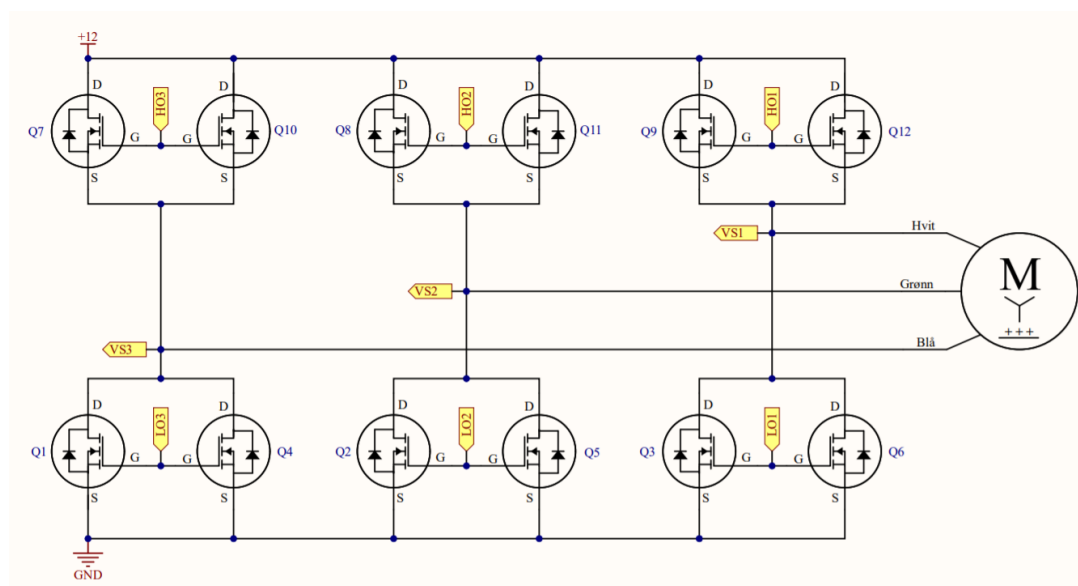 +12
D
HO3
D
D
HO2
D
D
HO1
D
Q7
G
G
Q10
Q8
G
G
Q11
Q9
G
G
Q12
S
S
S
S
S
S
VS1
Hvit
VS2
Grønn
M
+++
VS3
Blå
D
LO3
D
D
LO2
D
D
LO1
D
Q1
G
G
Q4
Q2
G
G
Q5
Q3
G
G
Q6
S
S
S
S
S
S
GND